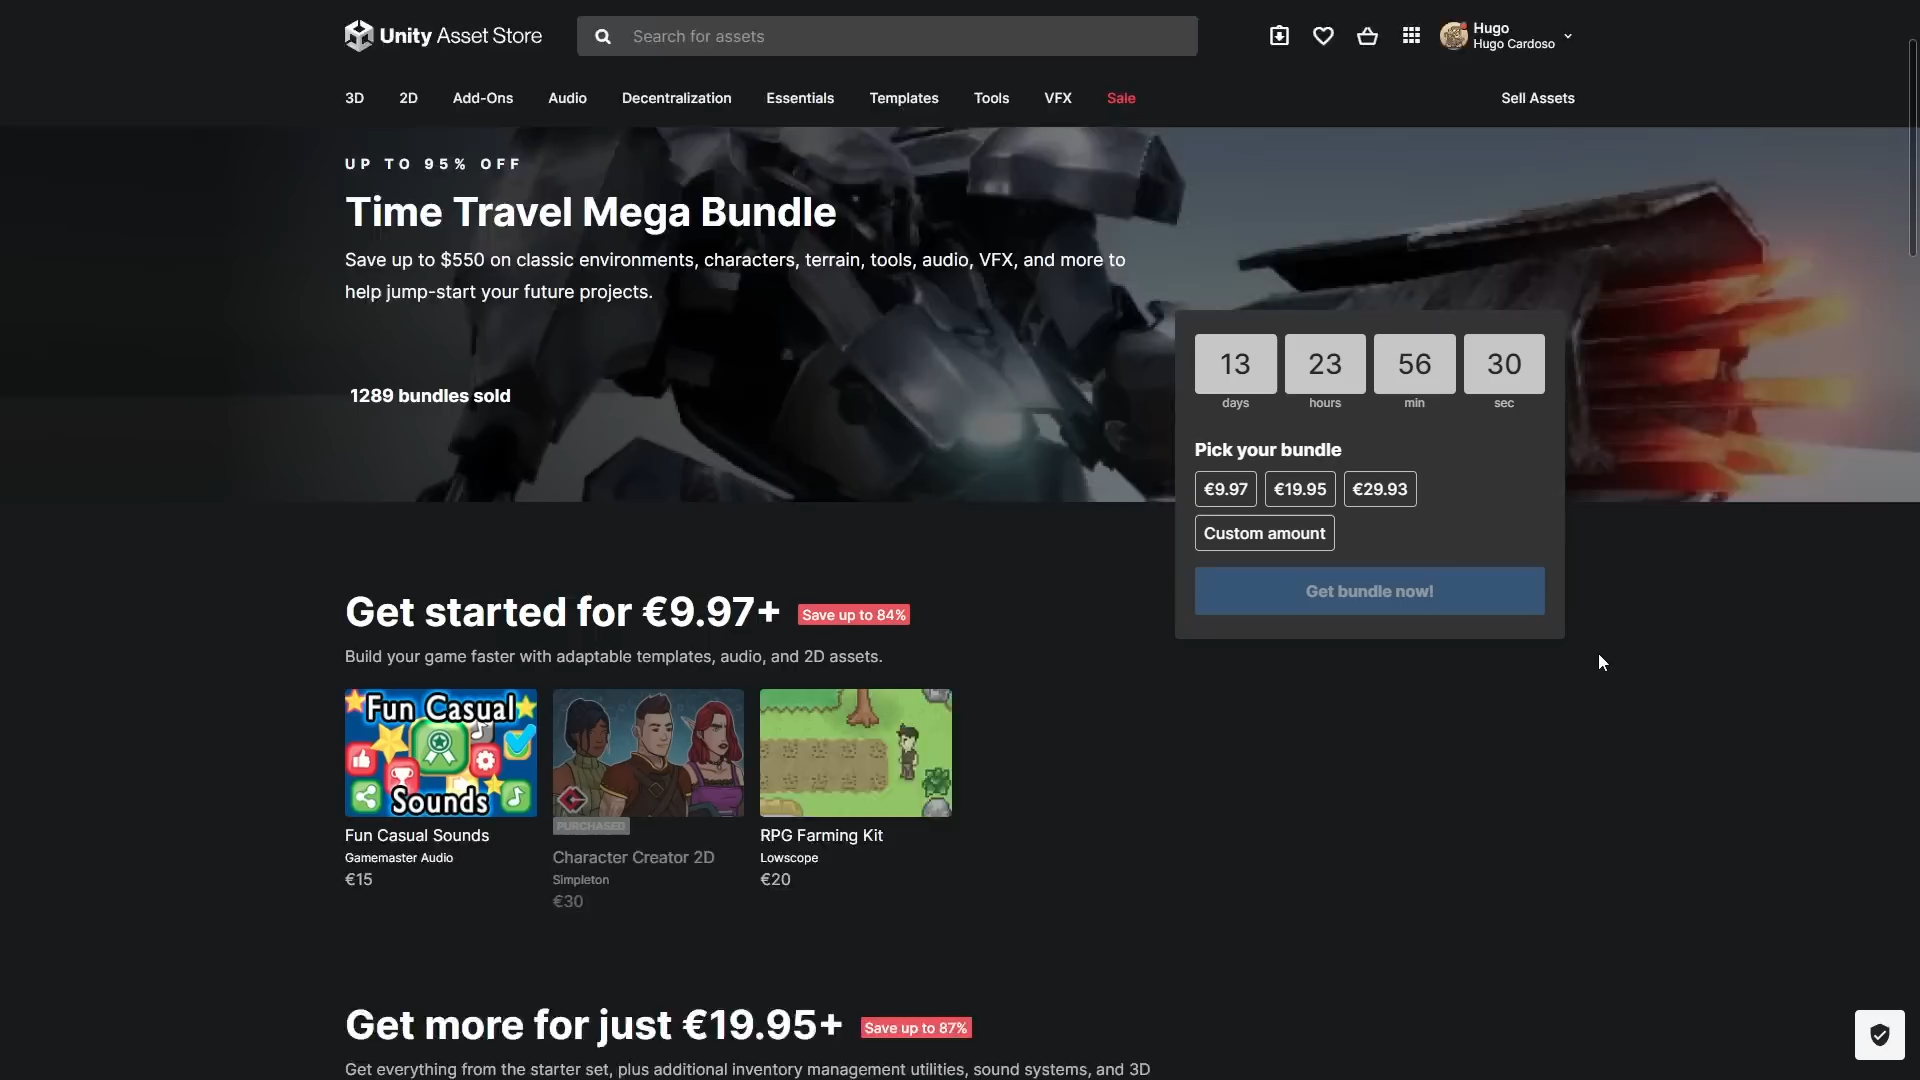 Unity Asset Store
Search for assets
Hugo
Hugo Cardoso
3D 2D Add-Ons Audio Decentralization Essentials Templates Tools VFX Sale Sell Assets
UP TO 95% OFF
Time Travel Mega Bundle
Save up to $550 on classic environments, characters, terrain, tools, audio, VFX, and more to
help jump-start your future projects.
1289 bundles sold
13 23 56 30
days hours min sec
Pick your bundle
€9.97 €19.95 €29.93
Custom amount
Get bundle now!
Get started for €9.97+ Save up to 84%
Build your game faster with adaptable templates, audio, and 2D assets.
Fun Casual
Sounds
Fun Casual Sounds
Gamemaster Audio
€15
PURCHASED
Character Creator 2D
Simpleton
€30
RPG Farming Kit
Lowscope
€20
Get more for just €19.95+ Save up to 87%
Get everything from the starter set, plus additional inventory management utilities, sound systems, and 3D